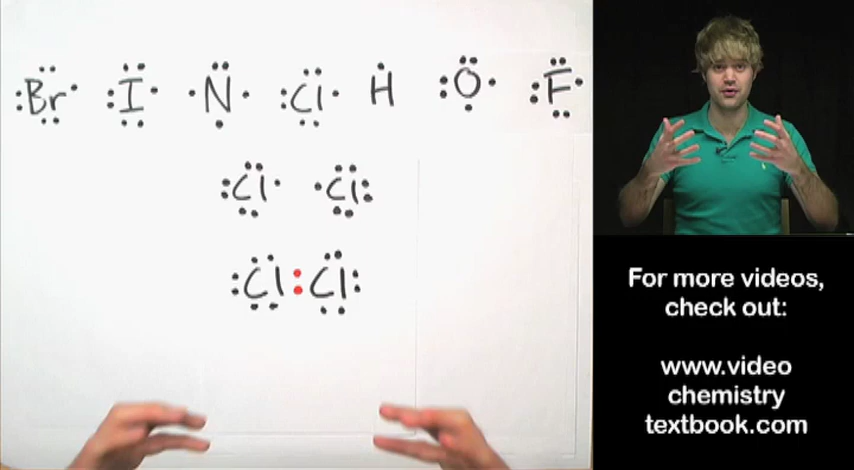 Br I N Cl H O F
Cl Cl
Cl Cl
For more videos,
check out:
www.video
chemistry
textbook.com